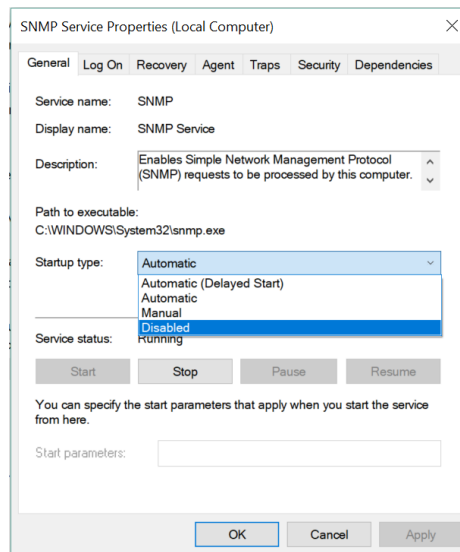 SNMP Service Properties (Local Computer)
General Log On Recovery Agent Traps Security Dependencies
Service name: SNMP
Display name: SNMP Service
Description: Enables Simple Network Management Protocol
(SNMP) requests to be processed by this computer.
Path to executable:
C:\WINDOWS\System32\snmp.exe
Startup type: Automatic
Automatic (Delayed Start)
Automatic
Manual
Disabled
Service status: Running
Start Stop Pause Resume
You can specify the start parameters that apply when you start the service
from here.
Start parameters:
OK Cancel Apply